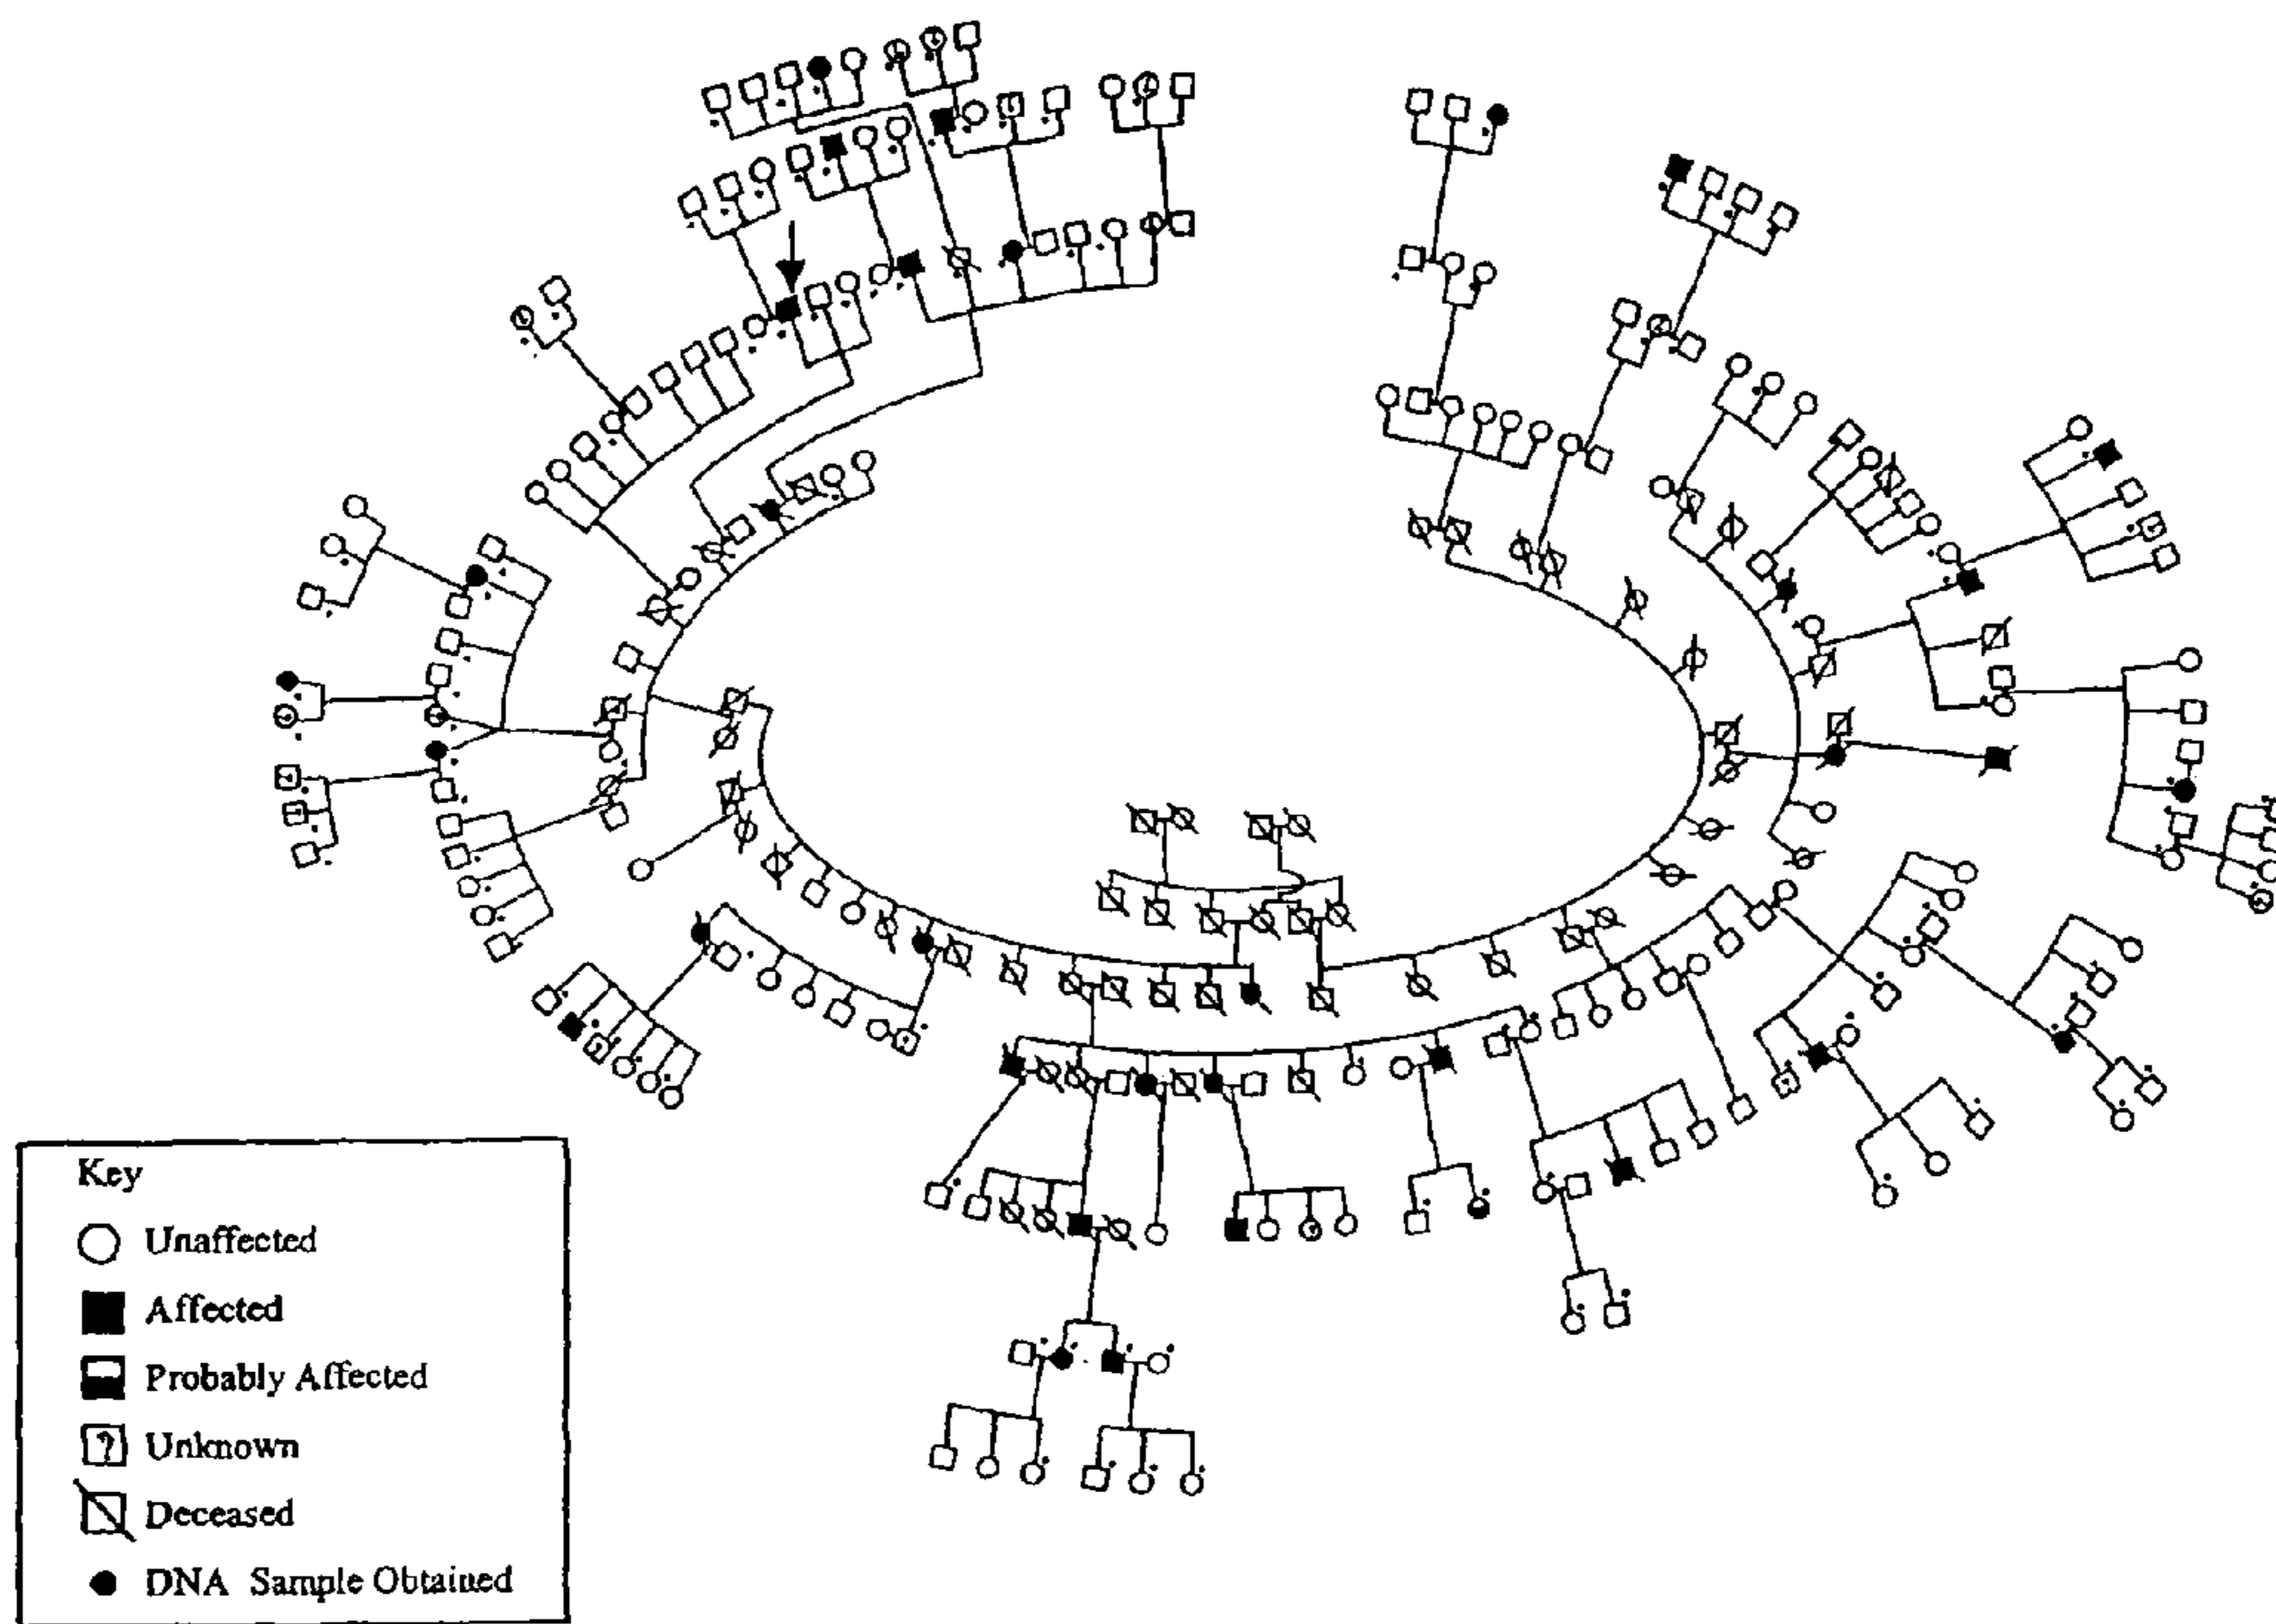 Key
Unaffected
Affected
Probably Affected
? Unknown
Deceased
DNA Sample Obtained